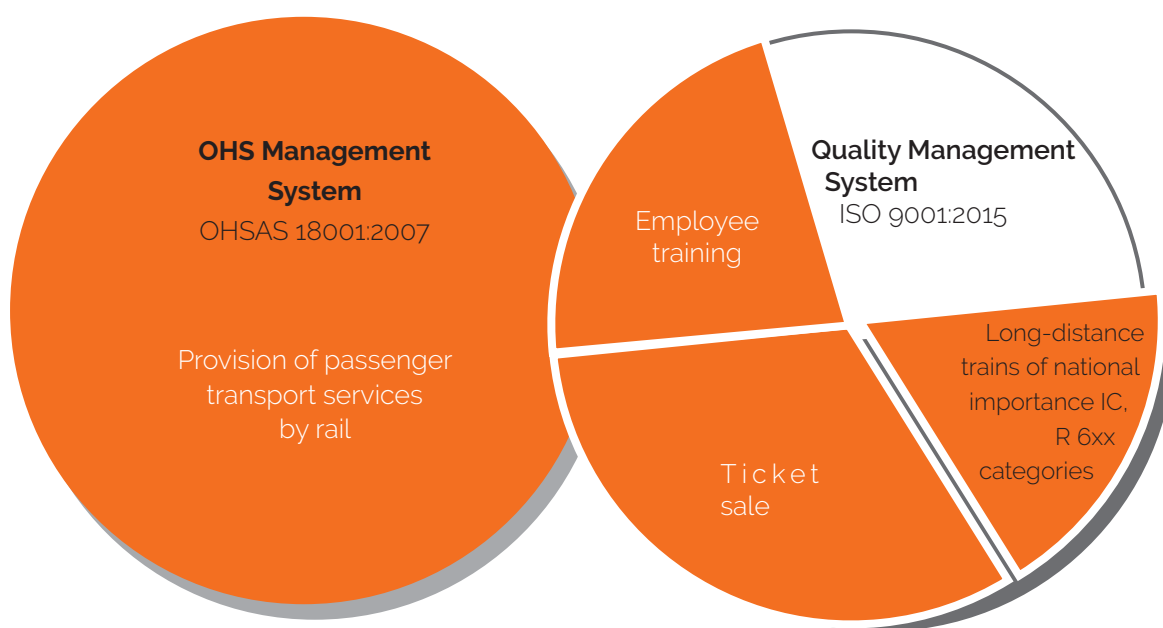 OHS Management
System
OHSAS 18001:2007
Provision of passenger
transport services
by rail
Quality Management
System
ISO 9001:2015
Employee
training
Long-distance
trains of national
importance IC,
R 6xx
categories
Ticket
sale